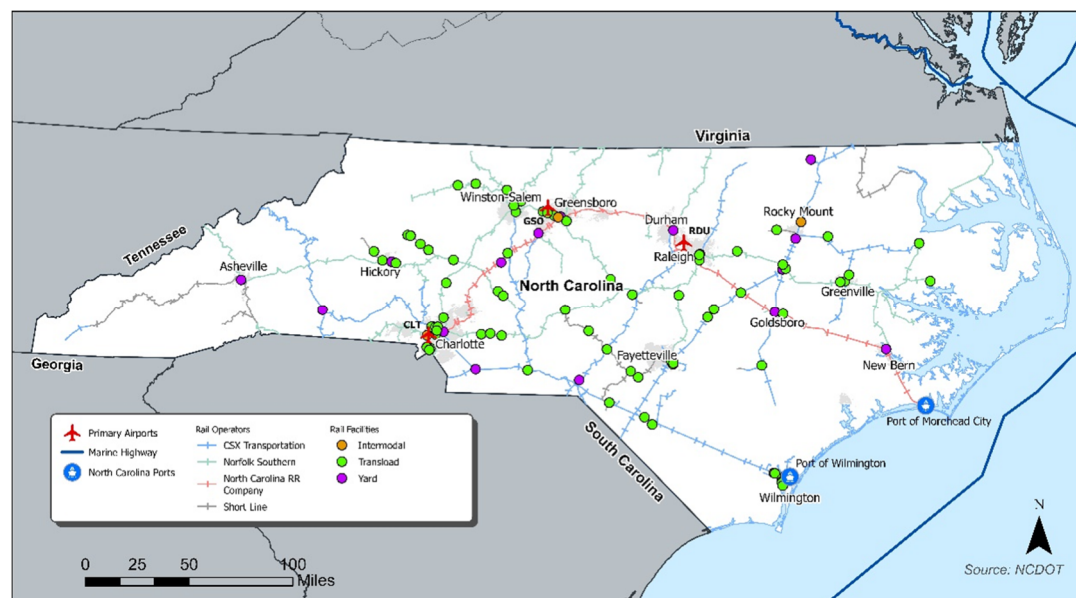 Virginia
Winston-Salem
Greensboro
GSO
Durham
RDU
Raleigh
Rocky Mount
Tennessee
Asheville
Hickory
North Carolina
Greenville
Goldsboro
CLT
Charlotte
Fayetteville
New Bern
Georgia
South Carolina
Port of Morehead City
Port of Wilmington
Wilmington
Primary Airports
Marine Highway
North Carolina Ports
Rail Operators
CSX Transportation
Norfolk Southern
North Carolina RR
Company
Short Line
Rail Facilities
Intermodal
Transload
Yard
0 25 50 100
Miles
N
Source: NCDOT